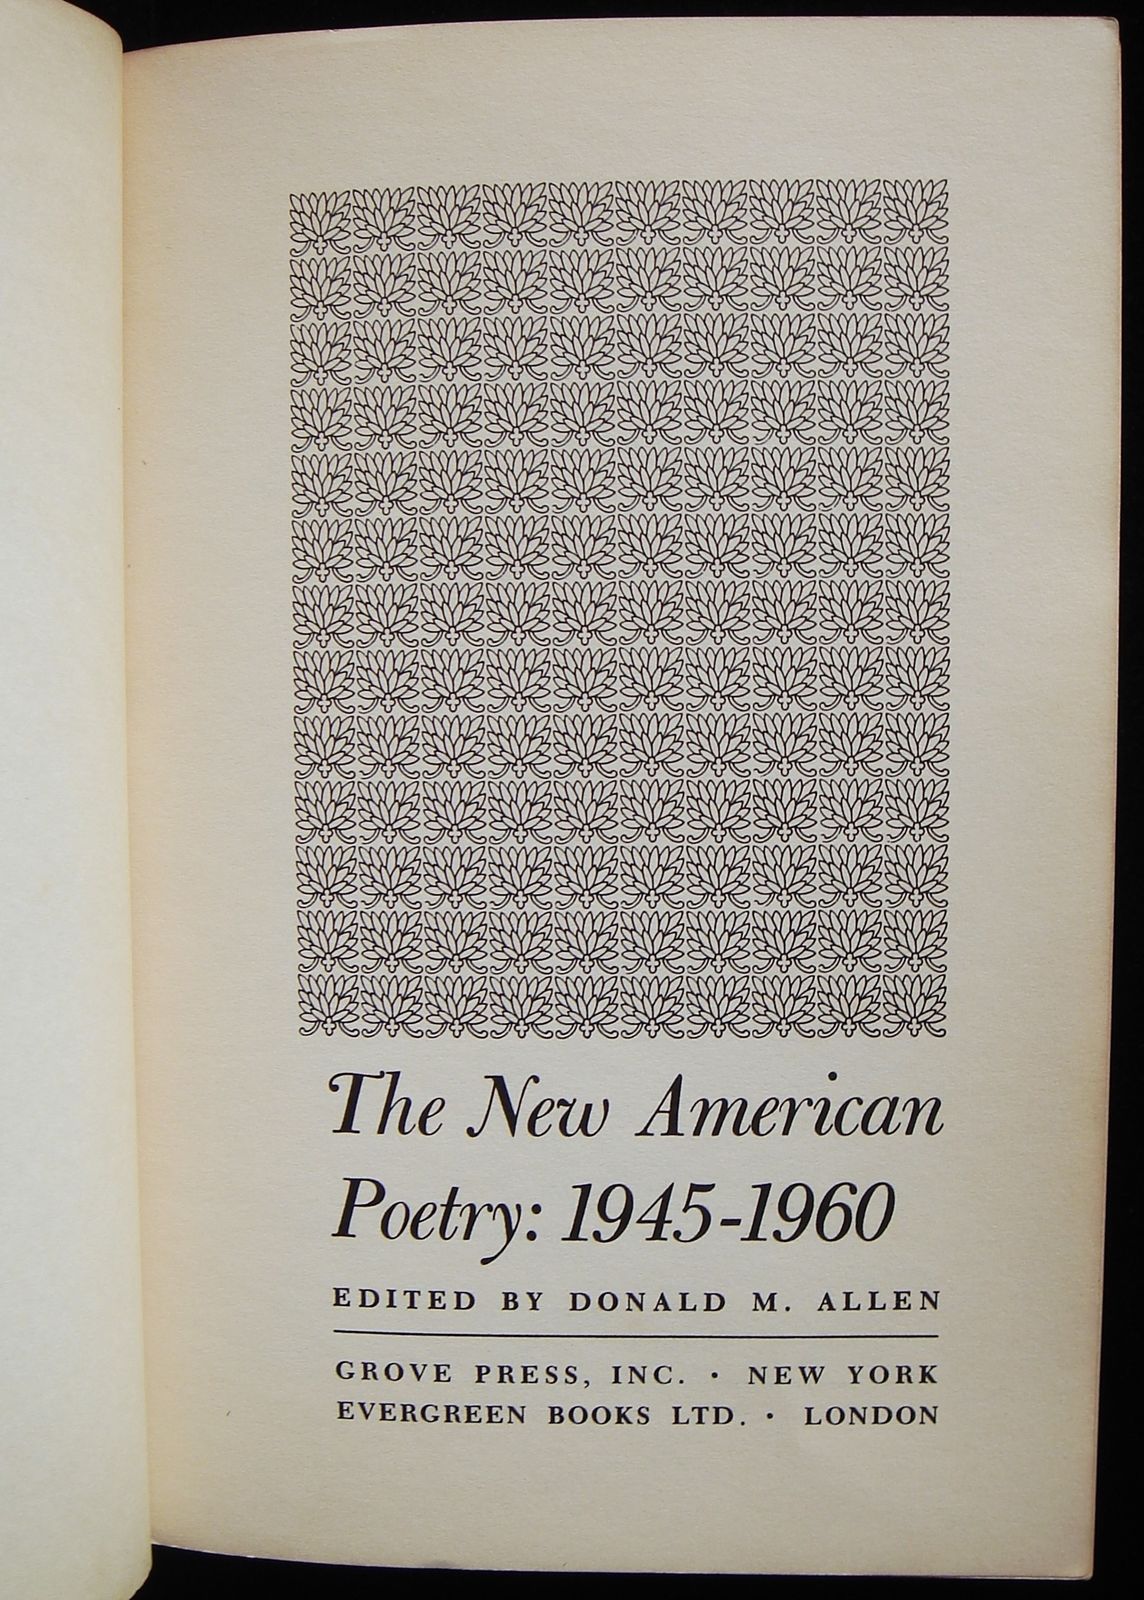 The New American
Poetry: 1945-1960
EDITED BY DONALD M. ALLEN
GROVE PRESS, INC. · NEW YORK
EVERGREEN BOOKS LTD. · LONDON